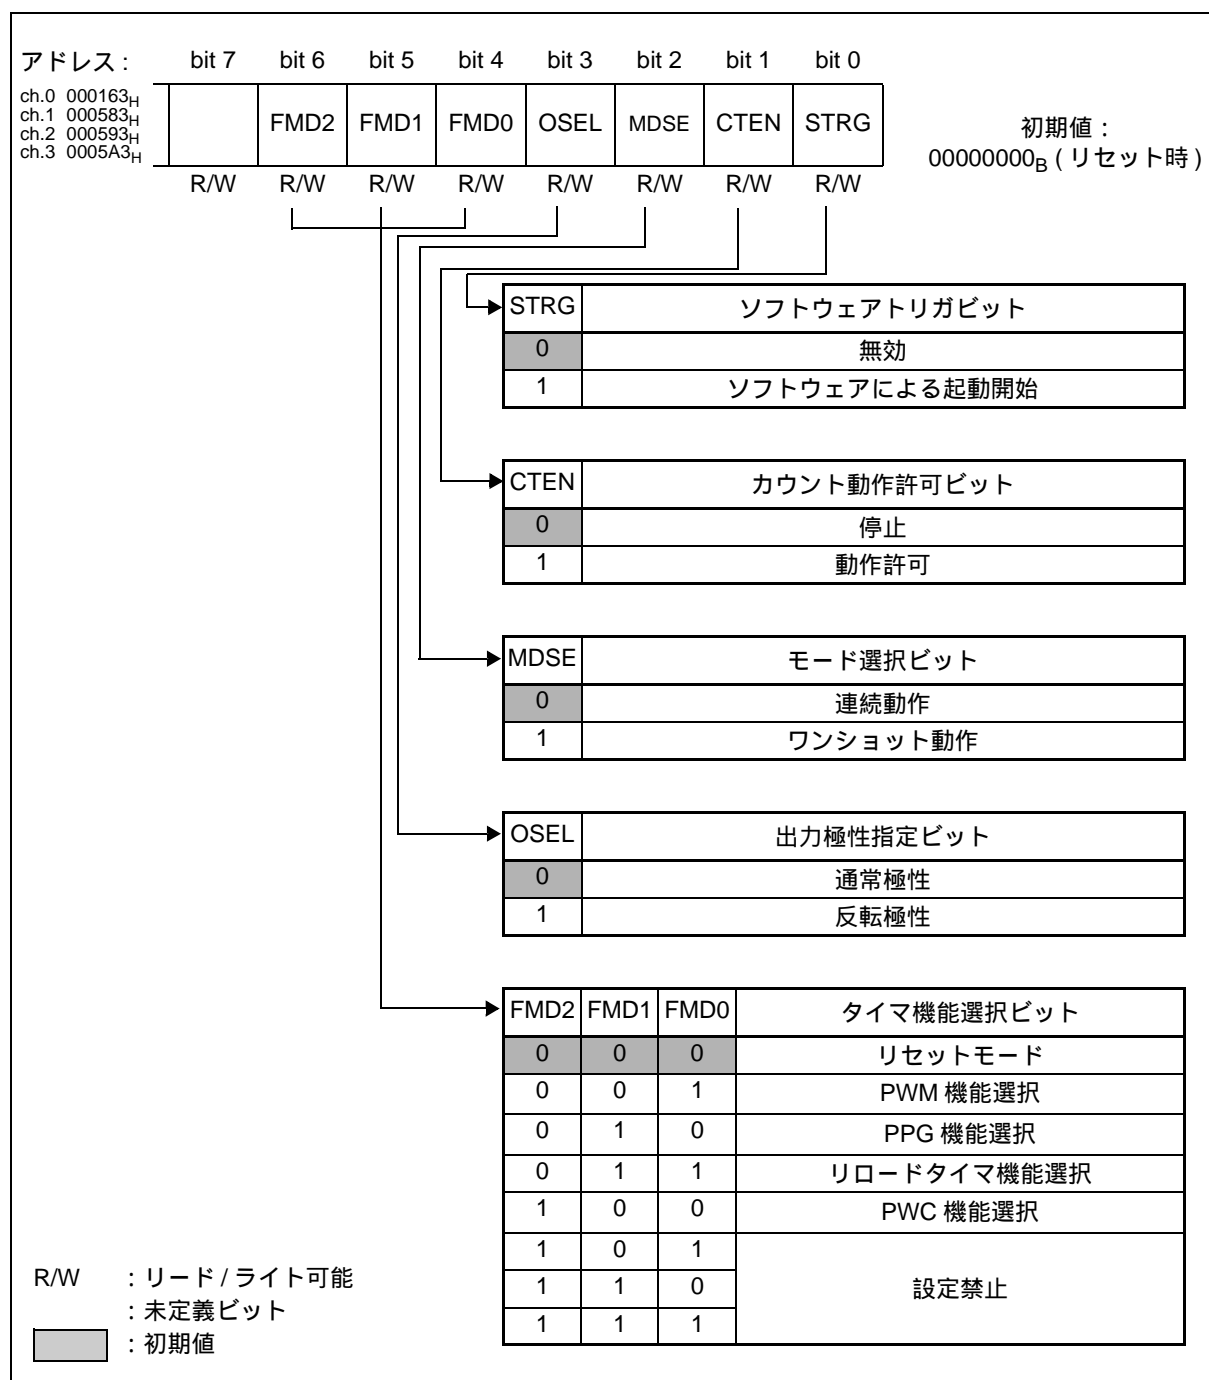 アドレス : bit 7 bit 6 bit 5 bit 4 bit 3 bit 2 bit 1 bit 0
ch.0 000163H
ch.1 000583H
ch.2 000593H
ch.3 0005A3H
FMD2 FMD1 FMD0 OSEL MDSE CTEN STRG
初期値 :
00000000B ( リセット時 )
R/W R/W R/W R/W R/W R/W R/W R/W
STRG ソフトウェアトリガビット
0 無効
1 ソフトウェアによる起動開始
CTEN カウント動作許可ビット
0 停止
1 動作許可
MDSE モード選択ビット
0 連続動作
1 ワンショット動作
OSEL 出力極性指定ビット
0 通常極性
1 反転極性
FMD2 FMD1 FMD0 タイマ機能選択ビット
0 0 0 リセットモード
0 0 1 PWM 機能選択
0 1 0 PPG 機能選択
0 1 1 リロードタイマ機能選択
1 0 0 PWC 機能選択
1 0 1
1 1 0 設定禁止
1 1 1
R/W : リード / ライト可能
: 未定義ビット
: 初期値